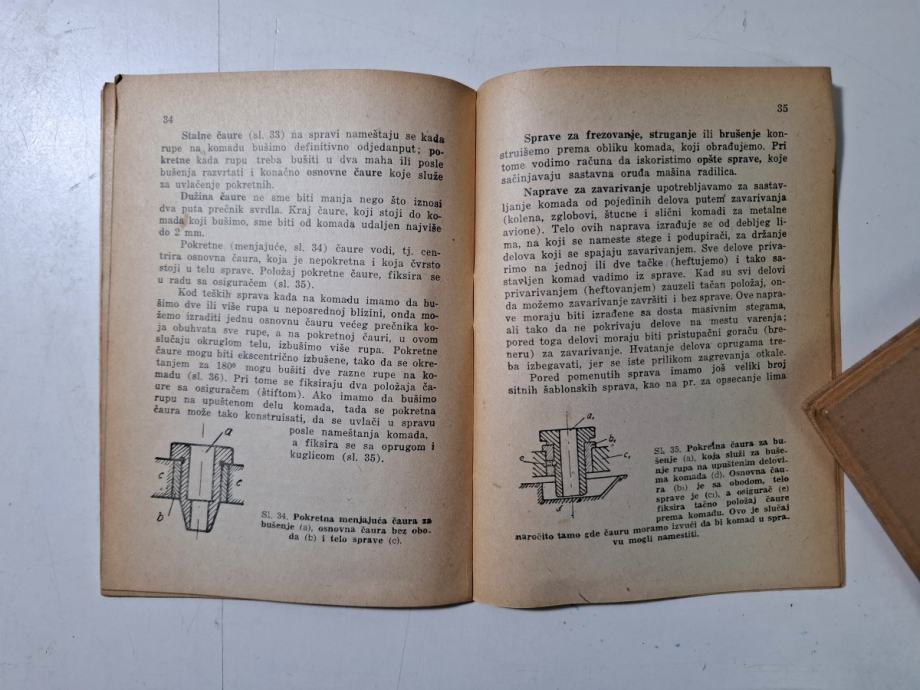 34
Stalne čaure (sl. 33) na spravi nameštaju se kada
rupe na komadu bušimo definitivno odjedanput; po-
kretne kada rupu treba bušiti u dva maha ili posle
bušenja razvrtati i konačno osnovne čaure koje služe
za uvlačenje pokretnih.
Dužina čaure ne sme biti manja nego što iznosi
dva puta prečnik svrdla. Kraj čaure, koji stoji do ko-
mada koji bušimo, sme biti od komada udaljen najviše
do 2 mm.
Pokretne (menjajuće, sl. 34) čaure vodi, tj. cen-
trira osnovna čaura, koja je nepokretna i koja čvrsto
stoji u telu sprave. Položaj pokretne čaure, fiksira se
u radu sa osiguračem (sl. 35).
Kod teških sprava kada na komadu imamo da bu-
šimo dve ili više rupa u neposrednoj blizini, onda mo-
žemo izraditi jednu osnovnu čauru većeg prečnika ko-
ja obuhvata sve rupe, a na pokretnoj čauri, u ovom
slučaju okruglom telu, izbušimo više rupa. Pokretne
čaure mogu biti ekscentrično izbušene, tako da se okre-
tanjem za 180º mogu bušiti dve razne rupe na ko-
madu (sl. 36). Pri tome se fiksiraju dva položaja ča-
ure sa osiguračem (štiftom). Ako imamo da bušimo
rupu na upuštenom delu komada, tada se pokretna
čaura može tako konstruisati, da se uvlači u spravu
posle nameštanja komada,
a fiksira se sa oprugom i
kuglicom (sl. 35).
a
c
c
b
Sl. 34. Pokretna menjajuća čaura za
bušenje (a), osnovna čaura bez obo-
da (b) i telo sprave (c).
35
Sprave za frezovanje, struganje ili brušenje kon-
struišemo prema obliku komada, koji obrađujemo. Pri
tome vodimo računa da iskoristimo opšte sprave, koje
sačinjavaju sastavna oruđa mašina radilica.
Naprave za zavarivanje upotrebljavamo za sastav-
ljanje komada od pojedinih delova putem zavarivanja
(kolena, zglobovi, štucne i slični komadi za metalne
avione). Telo ovih naprava izrađuje se od debljeg li-
ma, na koji se nameste stege i podupirači, za držanje
delova koji se spajaju zavarivanjem. Sve delove priva-
rimo na jednoj ili dve tačke (heftujemo) i tako sa-
stavljen komad vadimo iz sprave. Kad su svi delovi
privarivanjem (heftovanjem) zauzeli tačan položaj, on-
da možemo zavarivanje završiti i bez sprave. Ove napra-
ve moraju biti izrađene sa dosta masivnim stegama,
ali tako da ne pokrivaju delove na mestu varenja;
pored toga delovi moraju biti pristupačni goraču (bre-
neru) za zavarivanje. Hvatanje delova oprugama tre-
ba izbegavati, jer se iste prilikom zagrevanja otkale.
Pored pomenutih sprava imamo još veliki broj
sitnih šablonskih sprava, kao na pr. za opsecanje lima
a₁
b₁
e
c₁
d
Sl. 35. Pokretna čaura za bu-
šenje (a), koja služi za buše-
nje rupa na upuštenim delovi-
ma komada (d). Osnovna čau-
ra (b₁) je sa obodom, telo
sprave je (c₁), a osigurač (e)
fiksira tačno položaj čaure
prema komadu. Ovo je slučaj
naročito tamo gde čauru moramo izvući da bi komad u spra-
vu mogli namestiti.